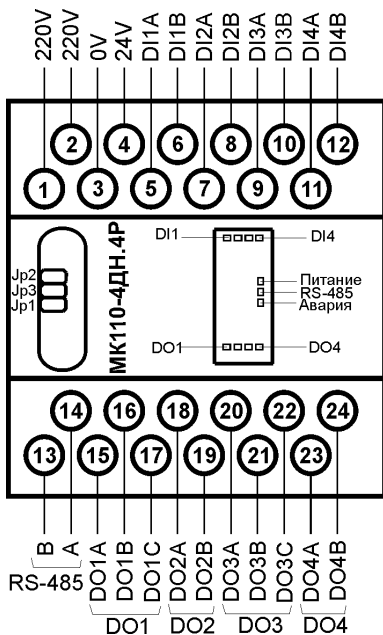 220V 220V 0V 24V DI1A DI1B DI2A DI2B DI3A DI3B DI4A DI4B
2 4 6 8 10 12
1 3 5 7 9 11
DI1 DI4
Jp2
Jp3
Jp1
МК110-4ДН.4Р
Питание
RS-485
Авария
DO1 DO4
14 16 18 20 22 24
13 15 17 19 21 23
B A DO1A DO1B DO1C DO2A DO2B DO3A DO3B DO3C DO4A DO4B
RS-485
DO1 DO2 DO3 DO4